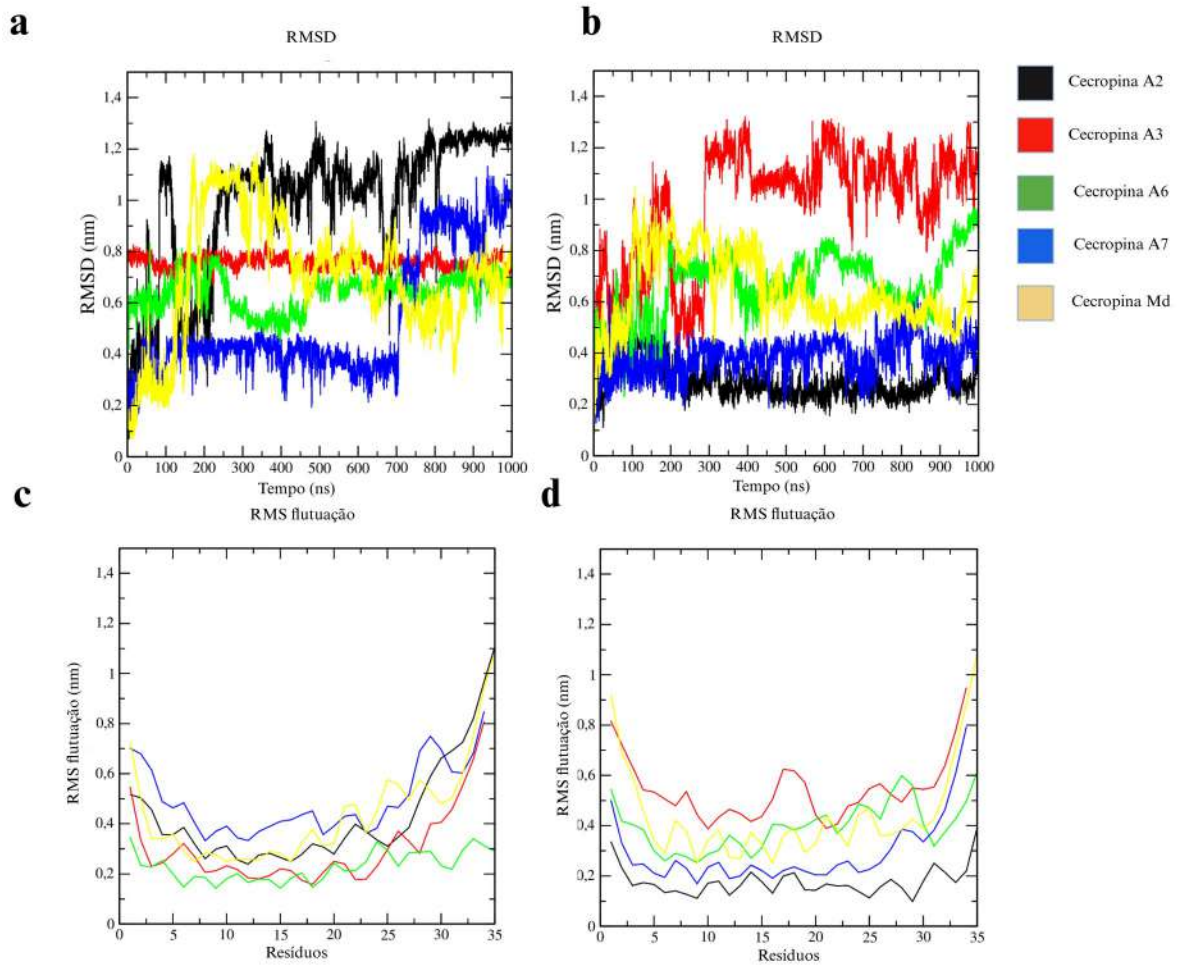 a
RMSD
RMSD (nm)
1,4
1,2
1
0,8
0,6
0,4
0,2
0
0 100 200 300 400 500 600 700 800 900 1000
Tempo (ns)
b
RMSD
RMSD (nm)
1,4
1,2
1
0,8
0,6
0,4
0,2
0
0 100 200 300 400 500 600 700 800 900 1000
Tempo (ns)
Cecropina A2
Cecropina A3
Cecropina A6
Cecropina A7
Cecropina Md
c
RMS flutuação
RMS flutuação (nm)
1,4
1,2
1
0,8
0,6
0,4
0,2
0
0 5 10 15 20 25 30 35
Resíduos
d
RMS flutuação
RMS flutuação (nm)
1,4
1,2
1
0,8
0,6
0,4
0,2
0
0 5 10 15 20 25 30 35
Resíduos